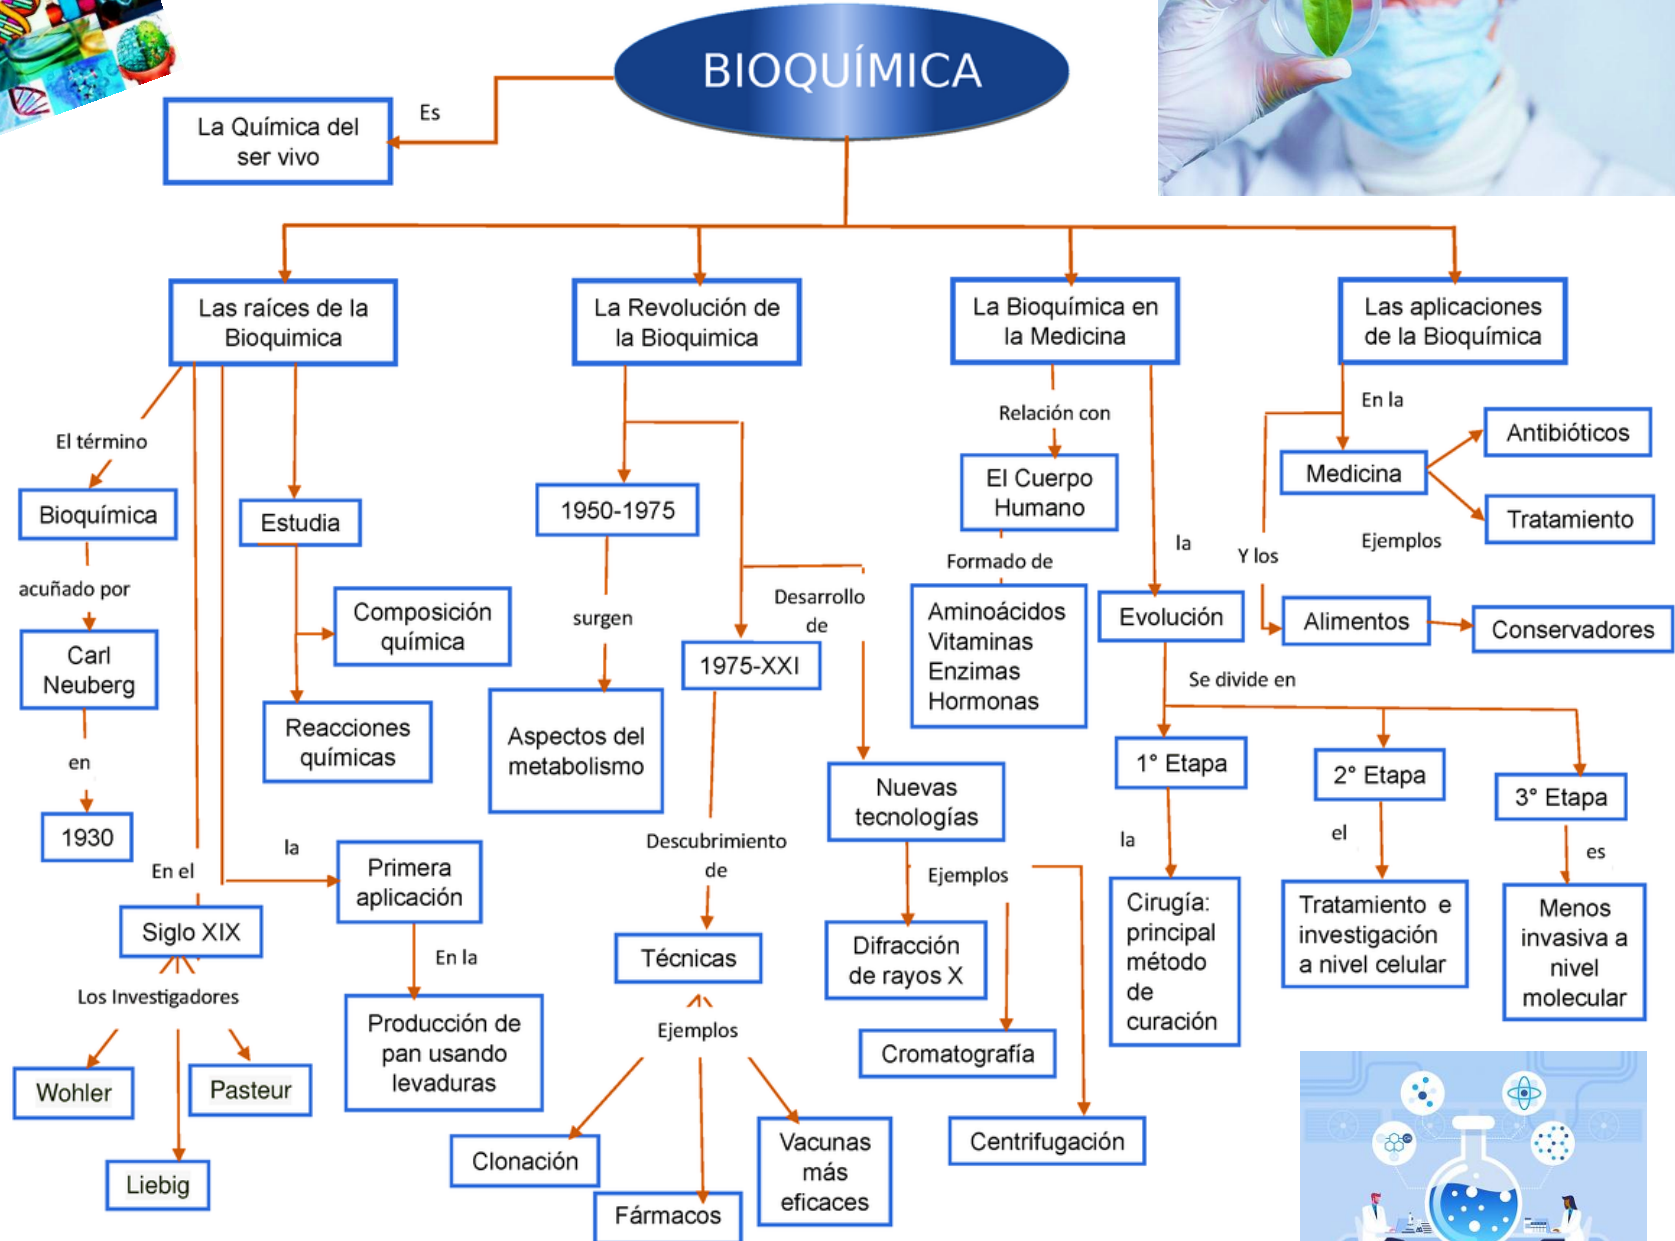 BIOQUÍMICA
Es
La Química del
ser vivo
Las raíces de la
Bioquimica
La Revolución de
la Bioquimica
La Bioquímica en
la Medicina
Las aplicaciones
de la Bioquímica
El término
Bioquímica
acuñado por
Carl
Neuberg
en
1930
Estudia
Composición
química
Reacciones
químicas
En el
Siglo XIX
Los Investigadores
Wohler
Liebig
Pasteur
la
Primera
aplicación
En la
Producción de
pan usando
levaduras
1950-1975
surgen
Aspectos del
metabolismo
1975-XXI
Descubrimiento
de
Técnicas
Ejemplos
Clonación
Fármacos
Vacunas
más
eficaces
Desarrollo
de
Nuevas
tecnologías
Ejemplos
Difracción
de rayos X
Cromatografía
Centrifugación
Relación con
El Cuerpo
Humano
Formado de
Aminoácidos
Vitaminas
Enzimas
Hormonas
la
Evolución
Se divide en
1° Etapa
la
Cirugía:
principal
método
de
curación
2° Etapa
el
Tratamiento e
investigación
a nivel celular
3° Etapa
es
Menos
invasiva a
nivel
molecular
En la
Medicina
Antibióticos
Tratamiento
Ejemplos
Y los
Alimentos
Conservadores